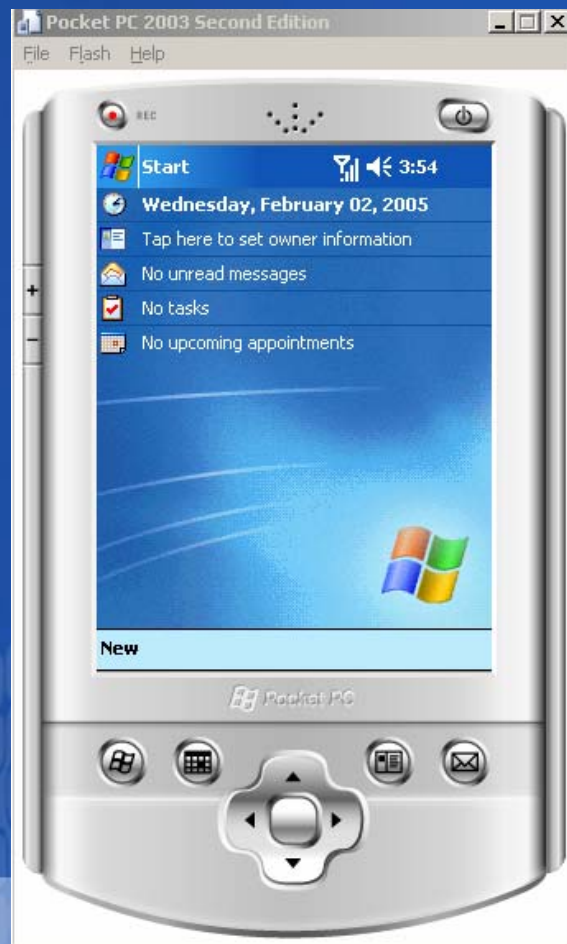 Pocket PC 2003 Second Edition
File Flash Help
REC
Start 3:54
Wednesday, February 02, 2005
Tap here to set owner information
No unread messages
No tasks
No upcoming appointments
New
Pocket PC
+
-